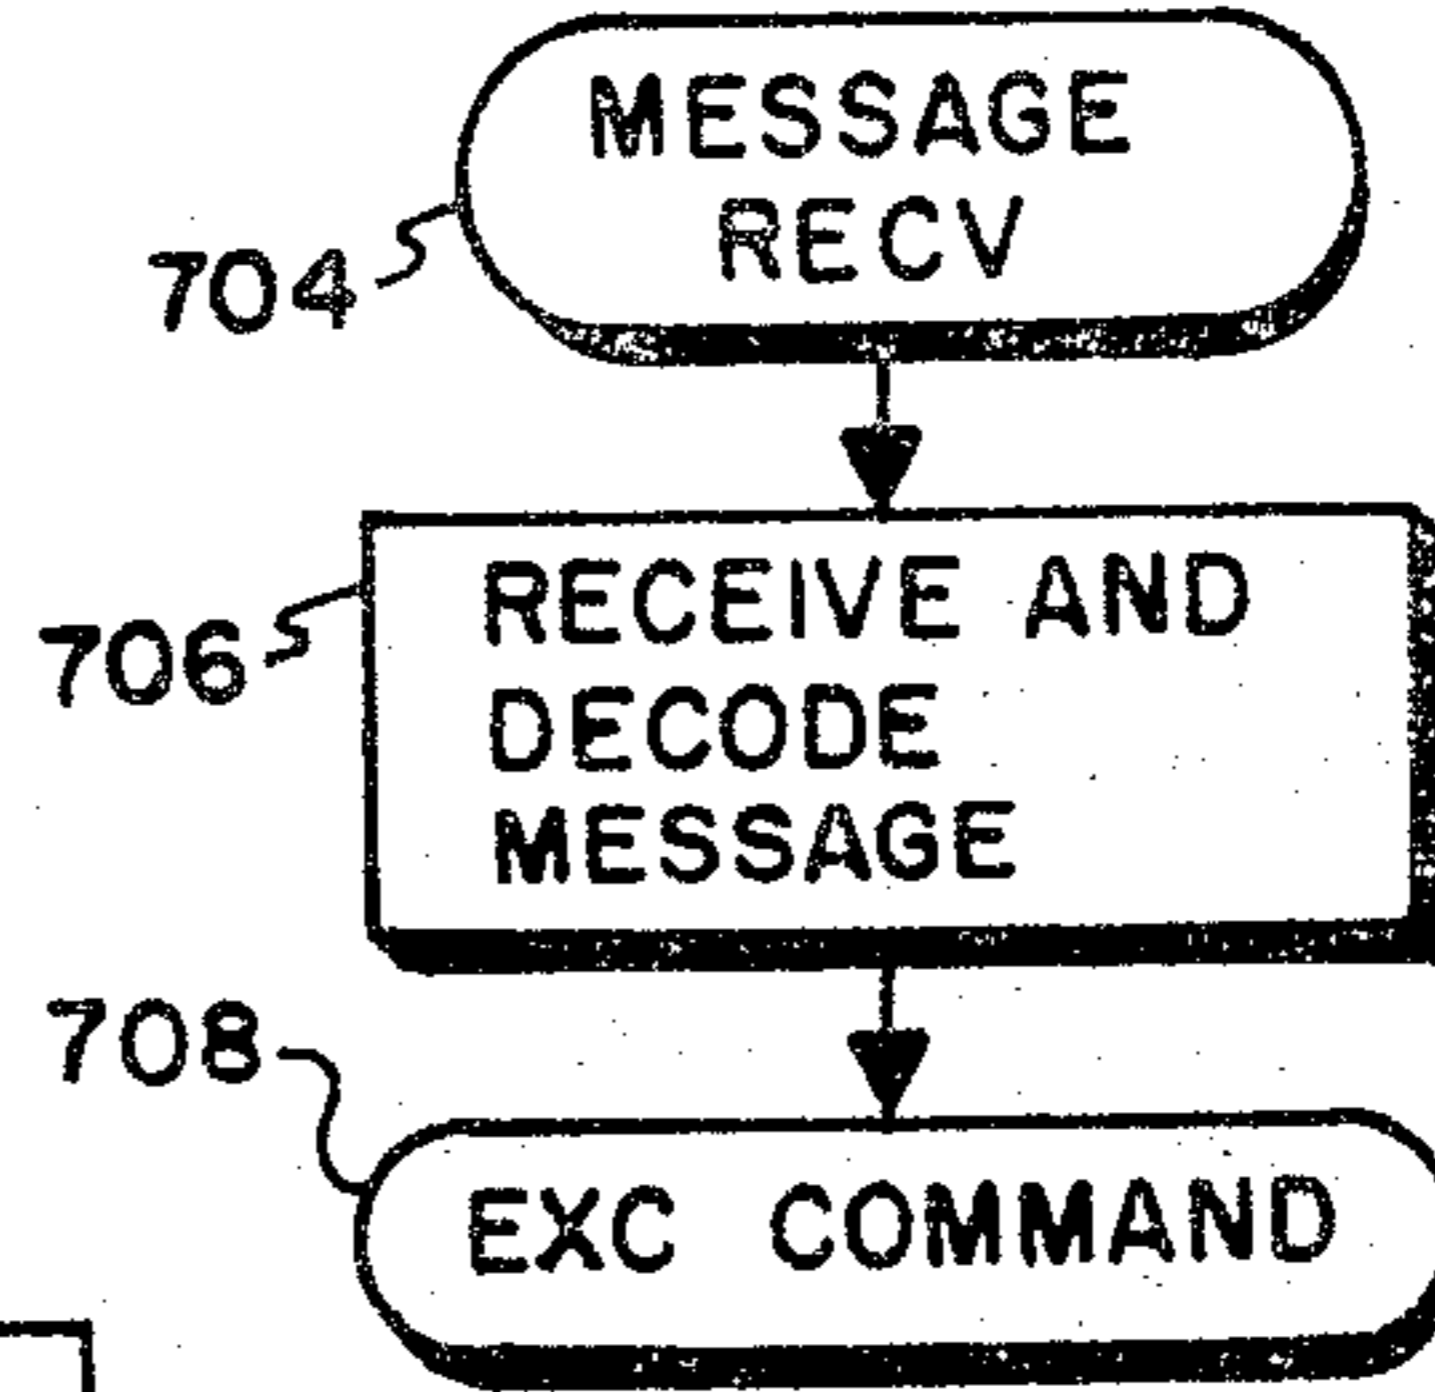 MESSAGE
RECV
704
RECEIVE AND
706
DECODE
MESSAGE
708
EXC COMMAND